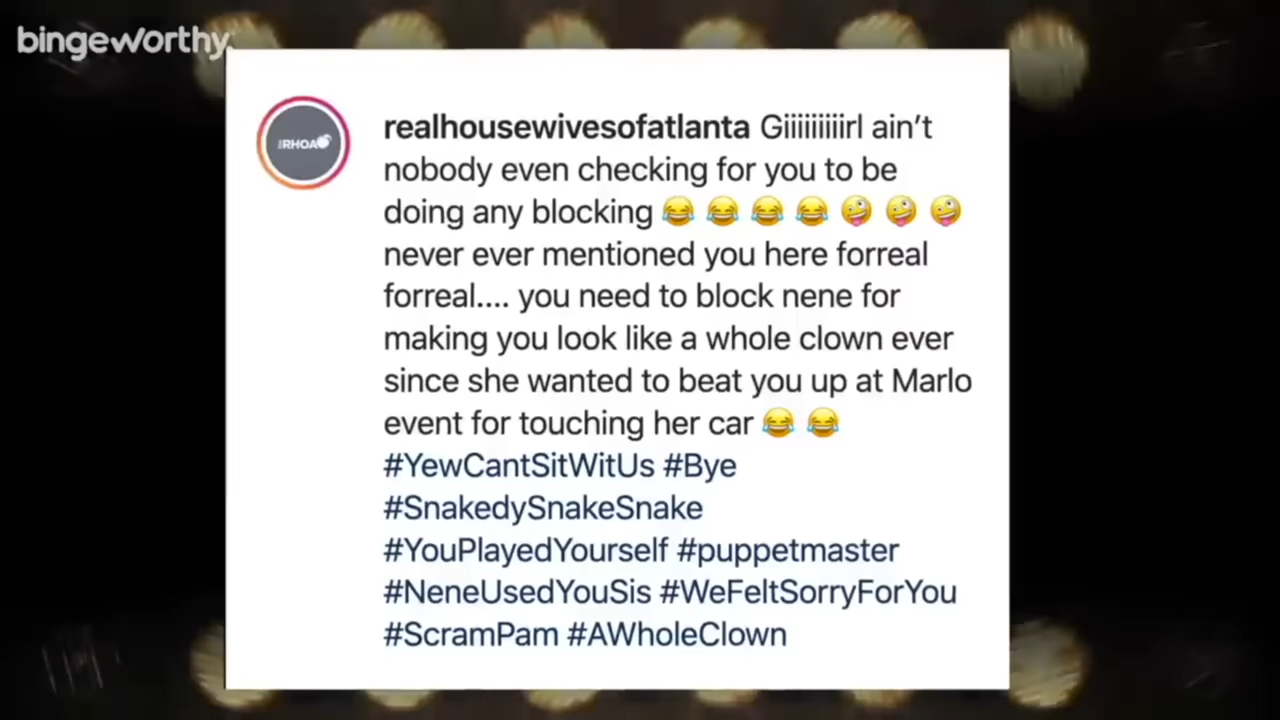 bingeworthy
RHOA
realhousewivesofatlanta Giiiiiiiiirl ain't
nobody even checking for you to be
doing any blocking 😂 😂 😂 😂 🤪 🤪 🤪
never ever mentioned you here forreal
forreal.... you need to block nene for
making you look like a whole clown ever
since she wanted to beat you up at Marlo
event for touching her car 😂 😂
#YewCantSitWitUs #Bye
#SnakedySnakeSnake
#YouPlayedYourself #puppetmaster
#NeneUsedYouSis #WeFeltSorryForYou
#ScramPam #AWholeClown